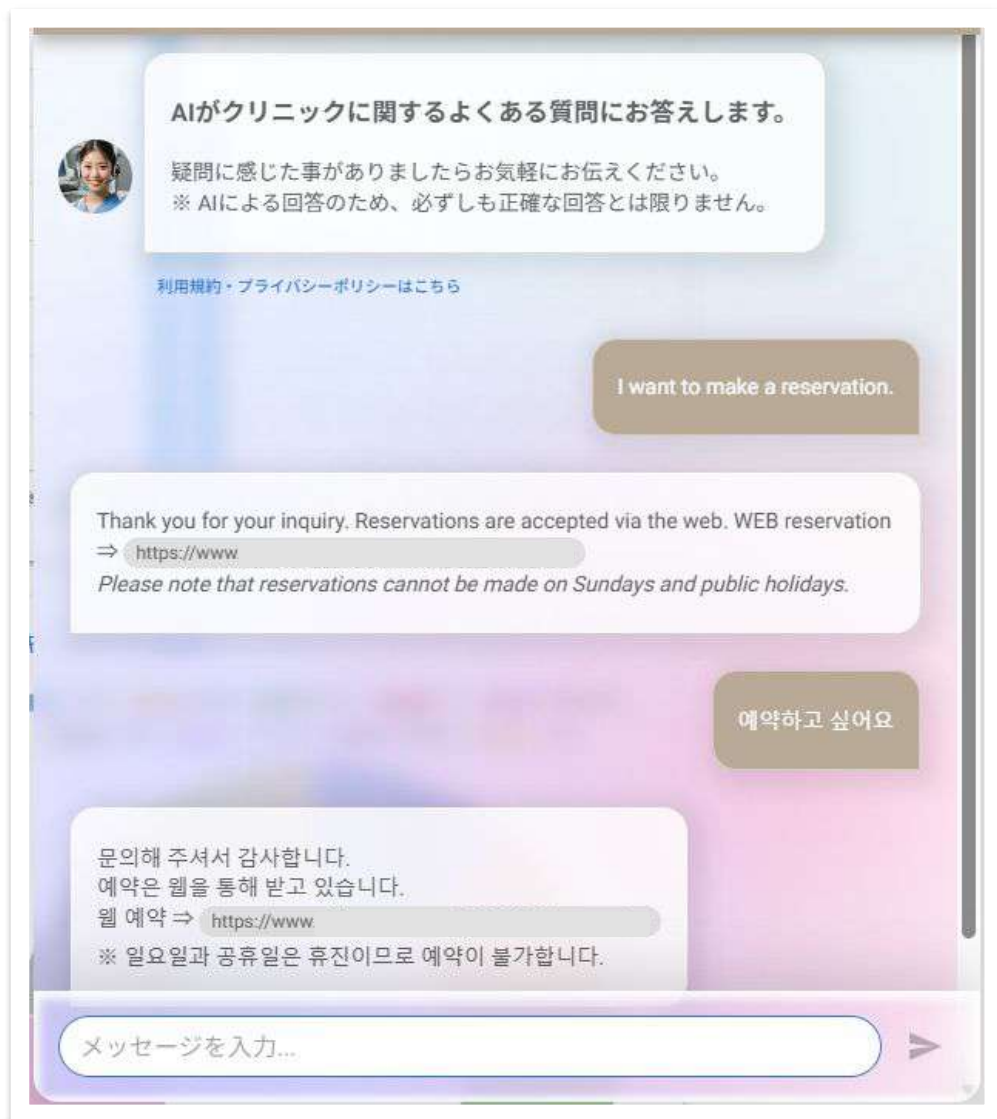 AIがクリニックに関するよくある質問にお答えします。
疑問に感じた事がありましたらお気軽にお伝えください。
※ AIによる回答のため、必ずしも正確な回答とは限りません。
利用規約・プライバシーポリシーはこちら
I want to make a reservation.
Thank you for your inquiry. Reservations are accepted via the web. WEB reservation
⇒ https://www
Please note that reservations cannot be made on Sundays and public holidays.
예약하고 싶어요
문의해 주셔서 감사합니다.
예약은 웹을 통해 받고 있습니다.
웹 예약 ⇒ https://www
※ 일요일과 공휴일은 휴진이므로 예약이 불가합니다.
メッセージを入力...